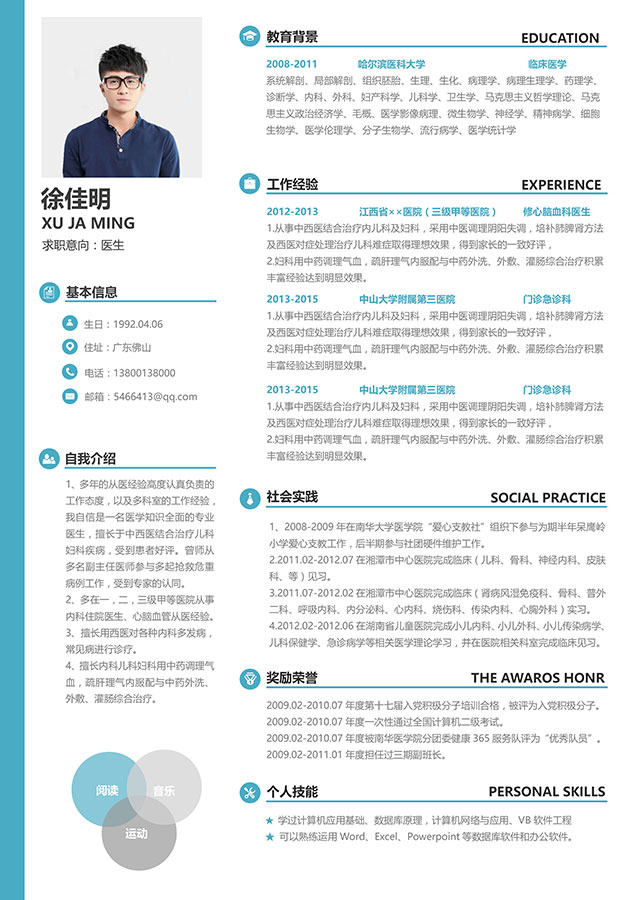 徐佳明
XU JA MING
求职意向：医生
基本信息
生日：1992.04.06
住址：广东佛山
电话：13800138000
邮箱：5466413@qq.com
自我介绍
1、多年的从医经验高度认真负责的
工作态度，以及多科室的工作经验，
我自信是一名医学知识全面的专业
医生，擅长于中西医结合治疗儿科
妇科疾病，受到患者好评。曾师从
多名副主任医师参与多起抢救危重
病例工作，受到专家的认同。
2、多在一，二，三级甲等医院从事
内科住院医生、心脑血管从医经验。
3、擅长用西医对各种内科多发病，
常见病进行诊疗。
4、擅长内科儿科妇科用中药调理气
血，疏肝理气内服配与中药外洗、
外敷、灌肠综合治疗。
阅读
音乐
运动
教育背景 EDUCATION
2008-2011 哈尔滨医科大学 临床医学
系统解剖、局部解剖、组织胚胎、生理、生化、病理学、病理生理学、药理学、
诊断学、内科、外科、妇产科学、儿科学、卫生学、马克思主义哲学理论、马克
思主义政治经济学、毛概、医学影像病理、微生物学、神经学、精神病学、细胞
生物学、医学伦理学、分子生物学、流行病学、医学统计学
工作经验 EXPERIENCE
2012-2013 江西省××医院（三级甲等医院） 修心脑血科医生
1.从事中西医结合治疗内儿科及妇科，采用中医调理阴阳失调，培补肺脾肾方法
及西医对症处理治疗儿科难症取得理想效果，得到家长的一致好评，
2.妇科用中药调理气血，疏肝理气内服配与中药外洗、外敷、灌肠综合治疗积累
丰富经验达到明显效果。
2013-2015 中山大学附属第三医院 门诊急诊科
1.从事中西医结合治疗内儿科及妇科，采用中医调理阴阳失调，培补肺脾肾方法
及西医对症处理治疗儿科难症取得理想效果，得到家长的一致好评，
2.妇科用中药调理气血，疏肝理气内服配与中药外洗、外敷、灌肠综合治疗积累
丰富经验达到明显效果。
2013-2015 中山大学附属第三医院 门诊急诊科
1.从事中西医结合治疗内儿科及妇科，采用中医调理阴阳失调，培补肺脾肾方法
及西医对症处理治疗儿科难症取得理想效果，得到家长的一致好评，
2.妇科用中药调理气血，疏肝理气内服配与中药外洗、外敷、灌肠综合治疗积累
丰富经验达到明显效果。
社会实践 SOCIAL PRACTICE
1、2008-2009 年在南华大学医学院“爱心支教社”组织下参与为期半年呆鹰岭
小学爱心支教工作，后半期参与社团硬件维护工作。
2.2011.02-2012.07 在湘潭市中心医院完成临床（儿科、骨科、神经内科、皮肤
科、等）见习。
3.2011.07-2012.02 在湘潭市中心医院完成临床（肾病风湿免疫科、骨科、普外
二科、呼吸内科、内分泌科、心内科、烧伤科、传染内科、心胸外科）实习。
4.2012.02-2012.06 在湖南省儿童医院完成小儿内科、小儿外科、小儿传染病学、
儿科保健学、急诊病学等相关医学理论学习，并在医院相关科室完成临床见习。
奖励荣誉 THE AWAROS HONR
2009.02-2010.07 年度第十七届入党积极分子培训合格，被评为入党积极分子。
2009.02-2010.07 年度一次性通过全国计算机二级考试。
2009.02-2010.07 年度被南华医学院分团委健康 365 服务队评为“优秀队员”。
2009.02-2011.01 年度担任过三期副班长。
个人技能 PERSONAL SKILLS
★ 学过计算机应用基础、数据库原理，计算机网络与应用、VB 软件工程
★ 可以熟练运用 Word、Excel、Powerpoint 等数据库软件和办公软件。